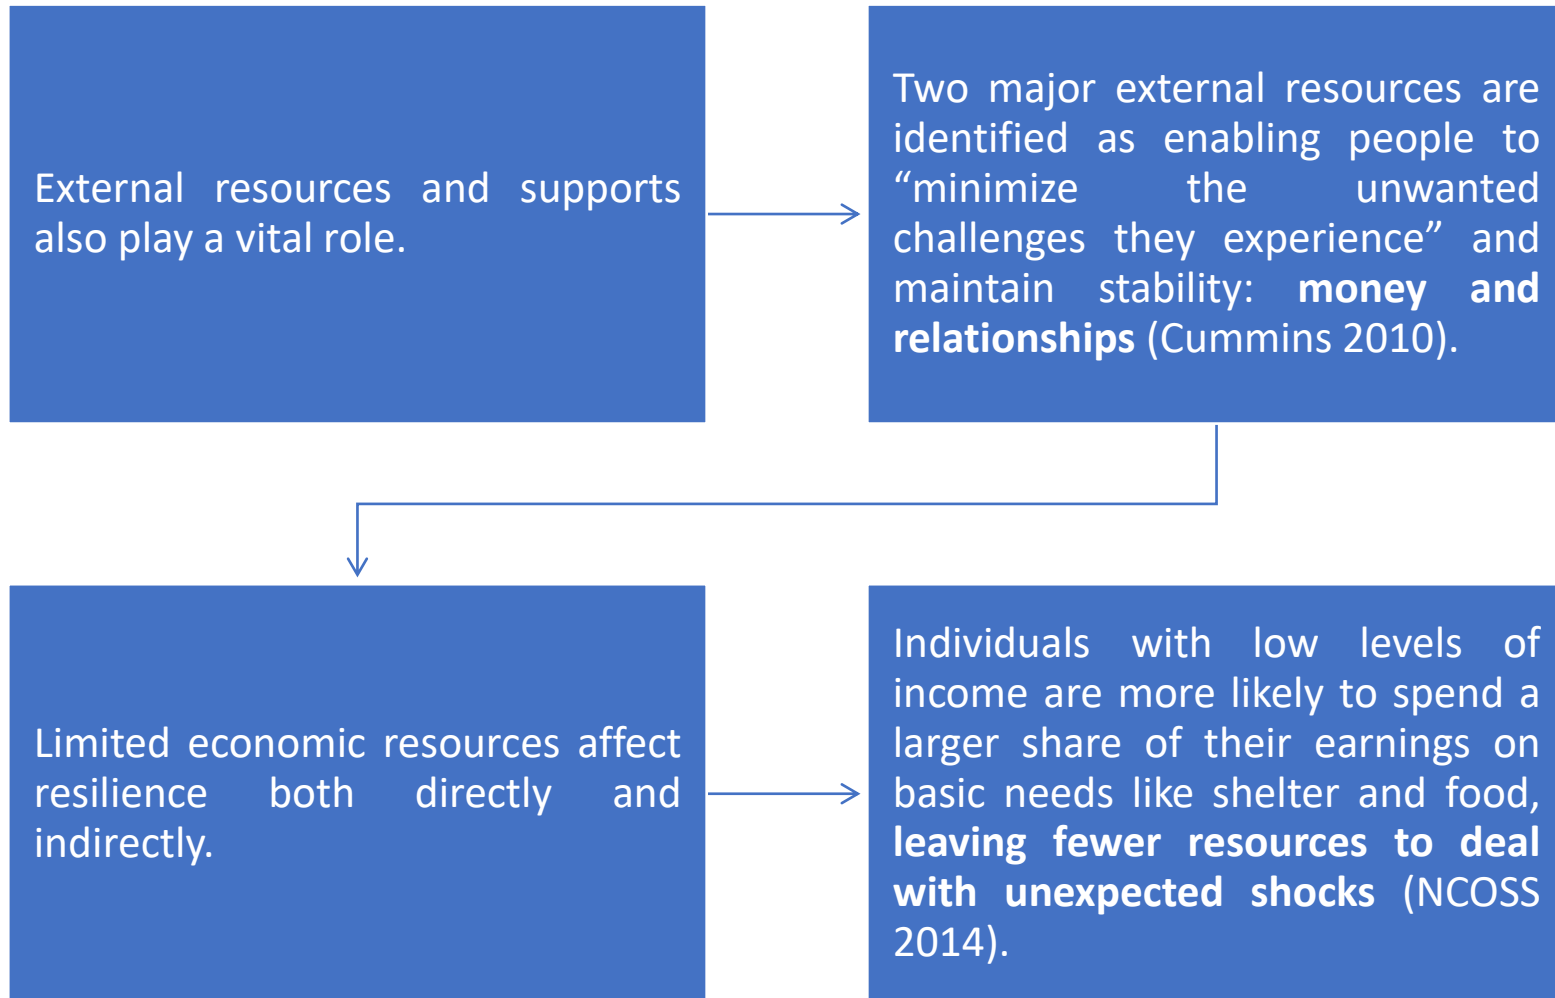 External resources and supports
also play a vital role.
Two major external resources are
identified as enabling people to
“minimize the unwanted
challenges they experience” and
maintain stability: money and
relationships (Cummins 2010).
Limited economic resources affect
resilience both directly and
indirectly.
Individuals with low levels of
income are more likely to spend a
larger share of their earnings on
basic needs like shelter and food,
leaving fewer resources to deal
with unexpected shocks (NCOSS
2014).